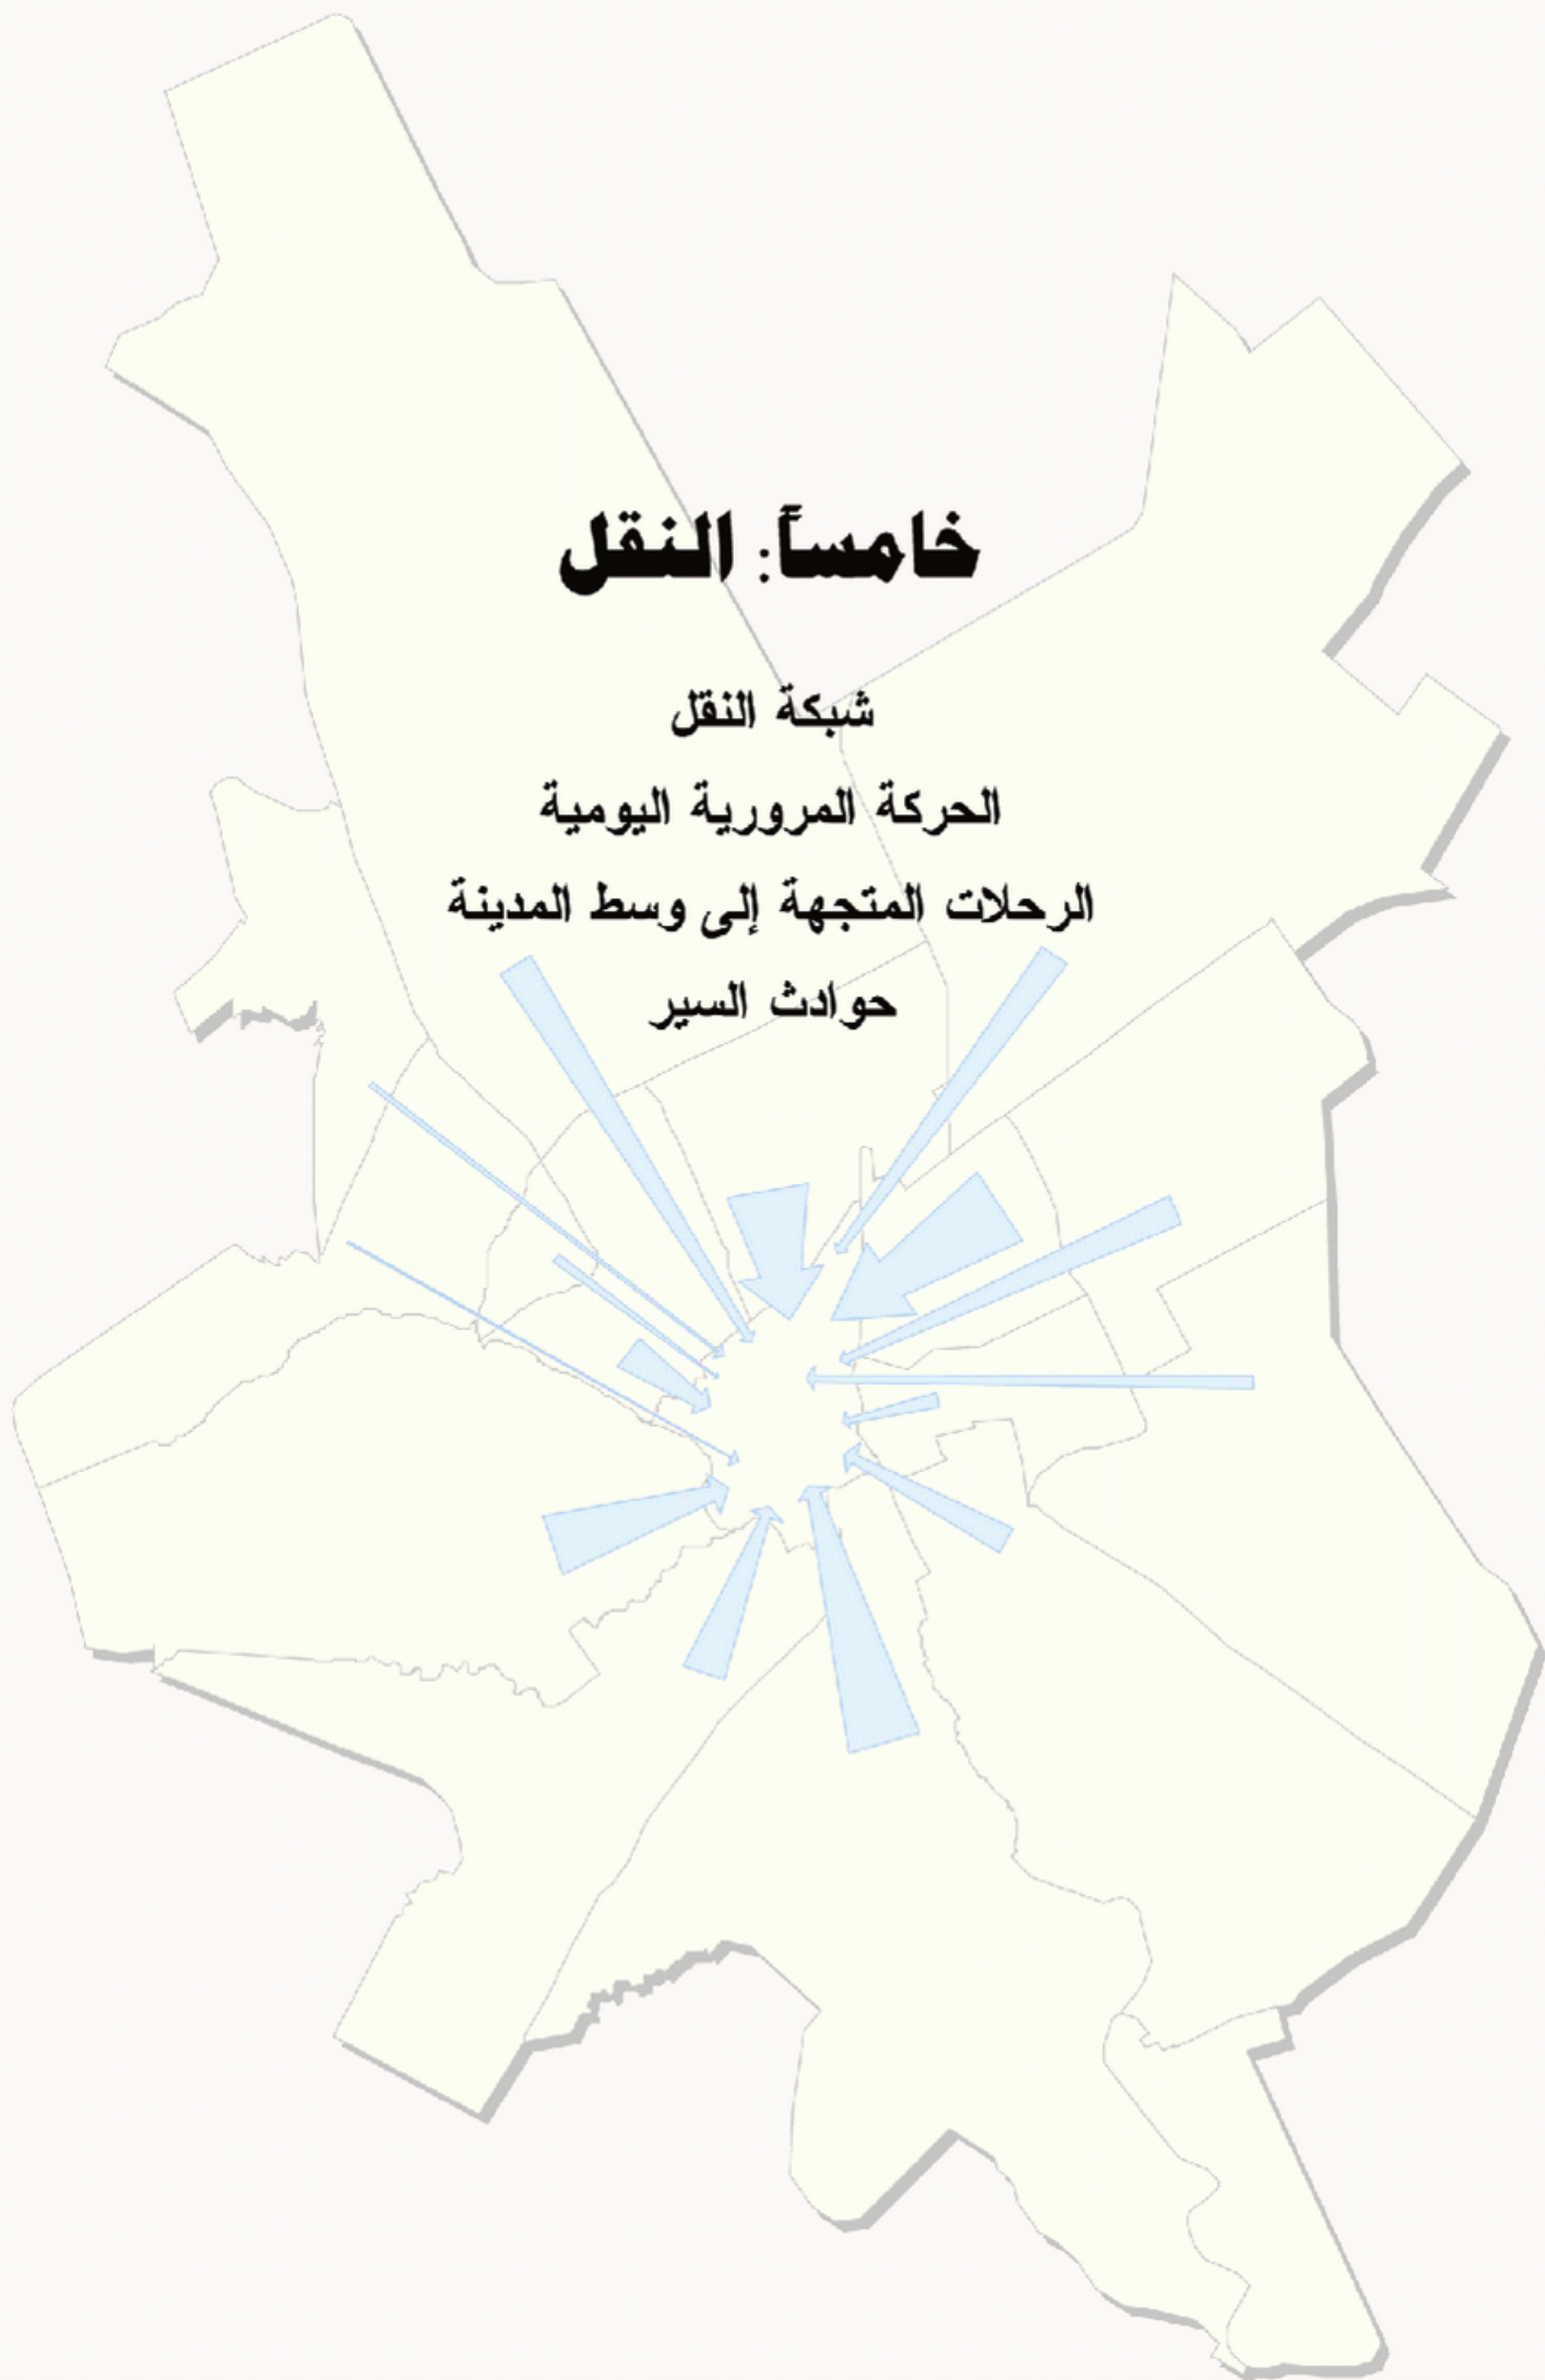 خامساً: النقل
شبكة النقل
الحركة المرورية اليومية
الرحلات المتجهة إلى وسط المدينة
حوادث السير